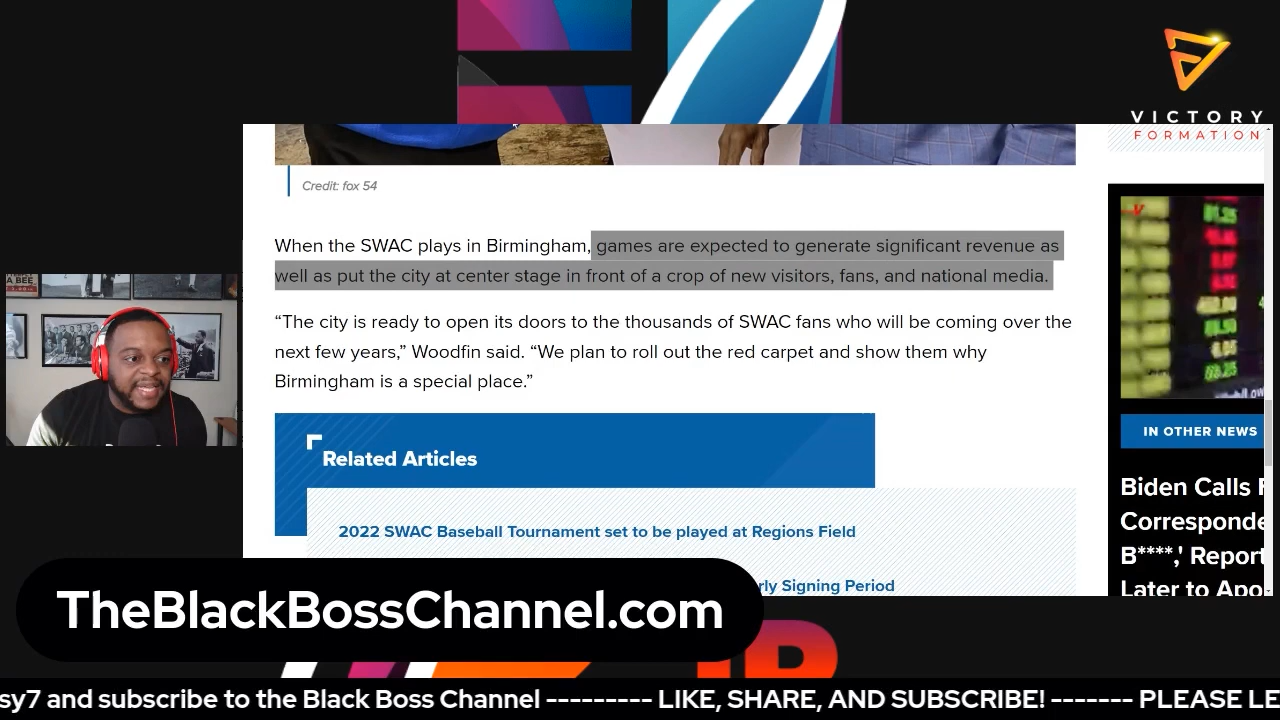 VICTORY
FORMATION
Credit: fox 54
When the SWAC plays in Birmingham, games are expected to generate significant revenue as
well as put the city at center stage in front of a crop of new visitors, fans, and national media.
“The city is ready to open its doors to the thousands of SWAC fans who will be coming over the
next few years,” Woodfin said. “We plan to roll out the red carpet and show them why
Birmingham is a special place.”
Related Articles
2022 SWAC Baseball Tournament set to be played at Regions Field
rly Signing Period
IN OTHER NEWS
Biden Calls F
Corresponde
B****,' Report
Later to Apo
TheBlackBossChannel.com
sy7 and subscribe to the Black Boss Channel --------- LIKE, SHARE, AND SUBSCRIBE! ------- PLEASE LE